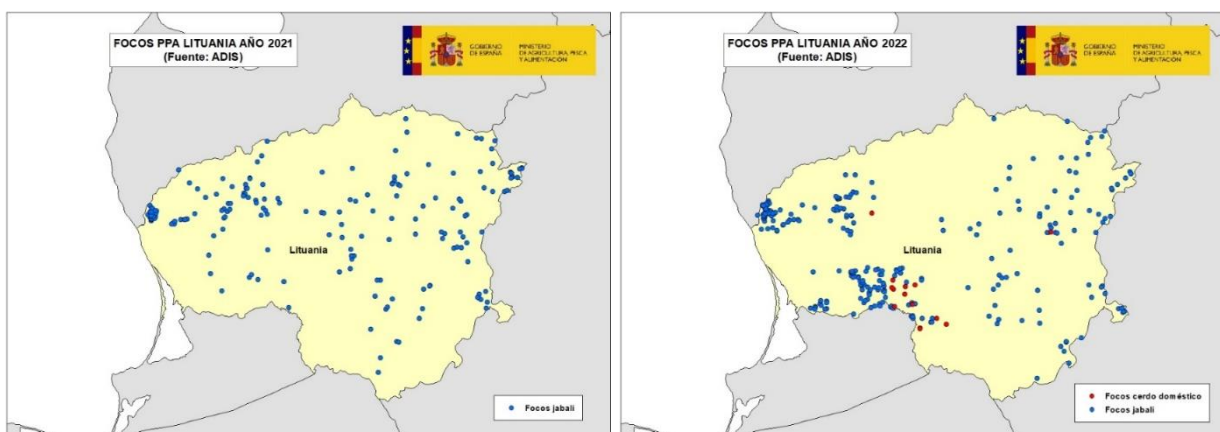 FOCOS PPA LITUANIA AÑO 2021
(Fuente: ADIS)
GOBIERNO
DE ESPAÑA
MINISTERIO
DE AGRICULTURA, PESCA
Y ALIMENTACIÓN
Lituania
Focos jabalí
FOCOS PPA LITUANIA AÑO 2022
(Fuente: ADIS)
GOBIERNO
DE ESPAÑA
MINISTERIO
DE AGRICULTURA, PESCA
Y ALIMENTACIÓN
Lituania
Focos cerdo doméstico
Focos jabalí